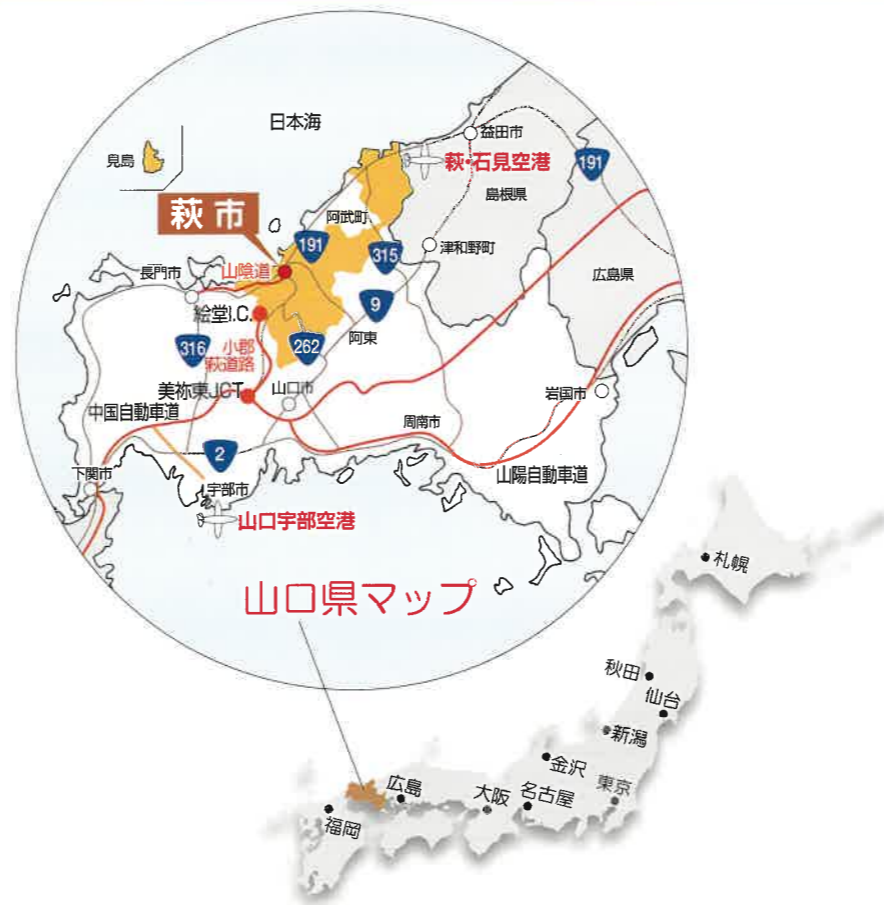 日本海
益田市
見島
萩・石見空港
191
島根県
萩市
阿武町
191
315
津和野町
広島県
長門市
山陰道
絵堂I.C.
9
316
小郡
萩道路
262
阿東
美祢東JCT
山口市
岩国市
中国自動車道
周南市
2
山陽自動車道
下関市
宇部市
山口宇部空港
山口県マップ
札幌
秋田
仙台
新潟
金沢
東京
広島
大阪
名古屋
福岡